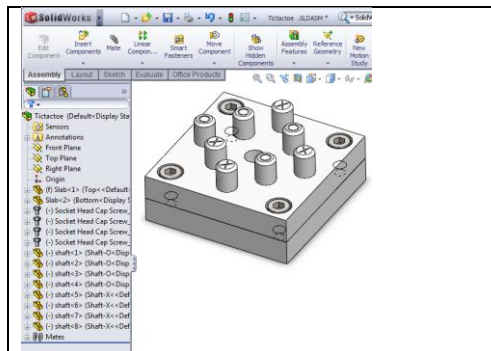 SolidWorks
Tictactoe .SLDASM *
SolidW
Edit Component
Insert Components
Mate
Linear Compon...
Smart Fasteners
Move Component
Show Hidden Components
Assembly Features
Reference Geometry
New Motion Study
Assembly Layout Sketch Evaluate Office Products
Tictactoe (Default<Display Sta
Sensors
Annotations
Front Plane
Top Plane
Right Plane
Origin
(f) Slab<1> (Top<<Default
Slab<2> (Bottom<Display S
(-) Socket Head Cap Screw_
(-) Socket Head Cap Screw_
(-) Socket Head Cap Screw_
(-) Socket Head Cap Screw_
(-) shaft<1> (Shaft-O<Disp
(-) shaft<2> (Shaft-O<Disp
(-) shaft<3> (Shaft-O<Disp
(-) shaft<4> (Shaft-O<Disp
(-) shaft<5> (Shaft-X<<Def
(-) shaft<6> (Shaft-X<<Def
(-) shaft<7> (Shaft-X<<Def
(-) shaft<8> (Shaft-X<<Def
Mates